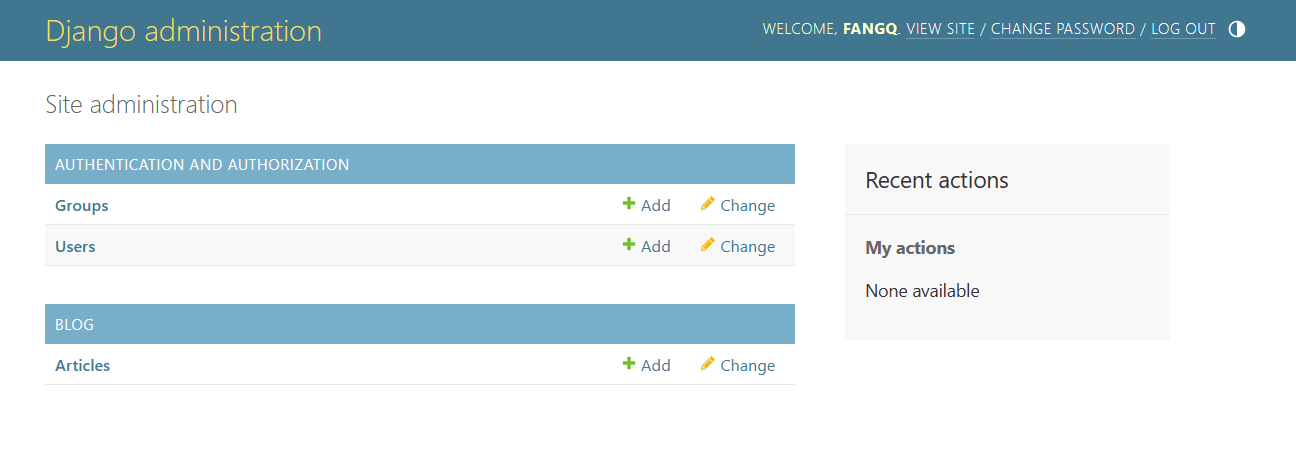 Django administration
WELCOME, FANGQ. VIEW SITE / CHANGE PASSWORD / LOG OUT
Site administration
AUTHENTICATION AND AUTHORIZATION
Groups Add Change
Users Add Change
BLOG
Articles Add Change
Recent actions
My actions
None available